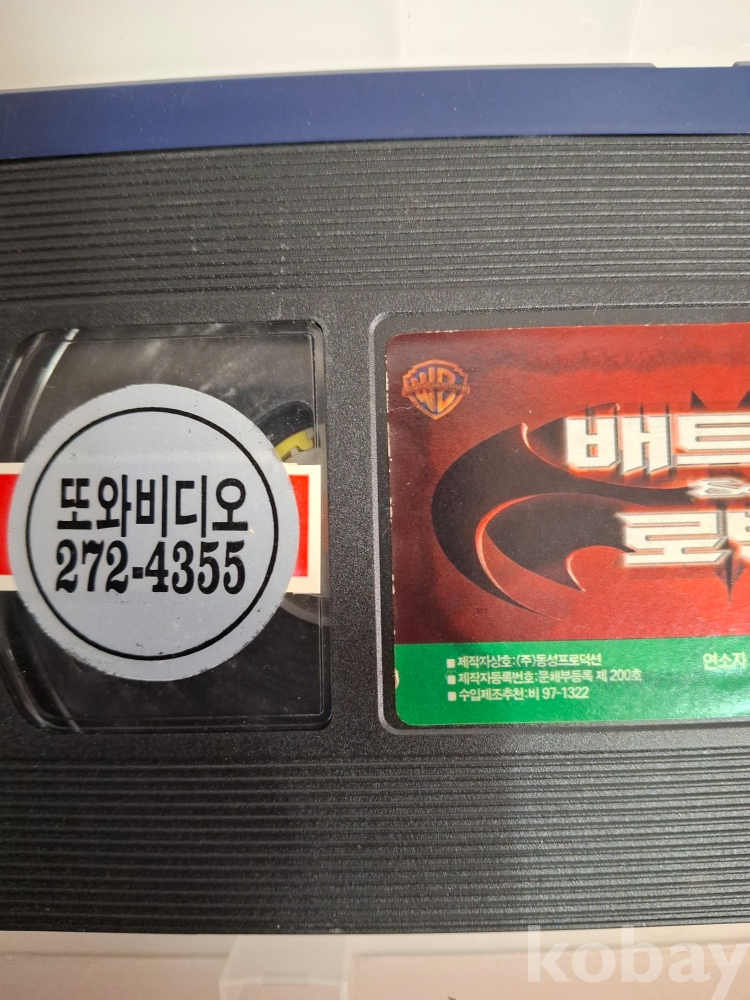 또와비디오
272-4355
WB
배트
&
로
■ 제작자상호:(주)동성프로덕션
■ 제작자등록번호:문체부등록 제 200호
■ 수입제조추천:비 97-1322
연소자
kobay